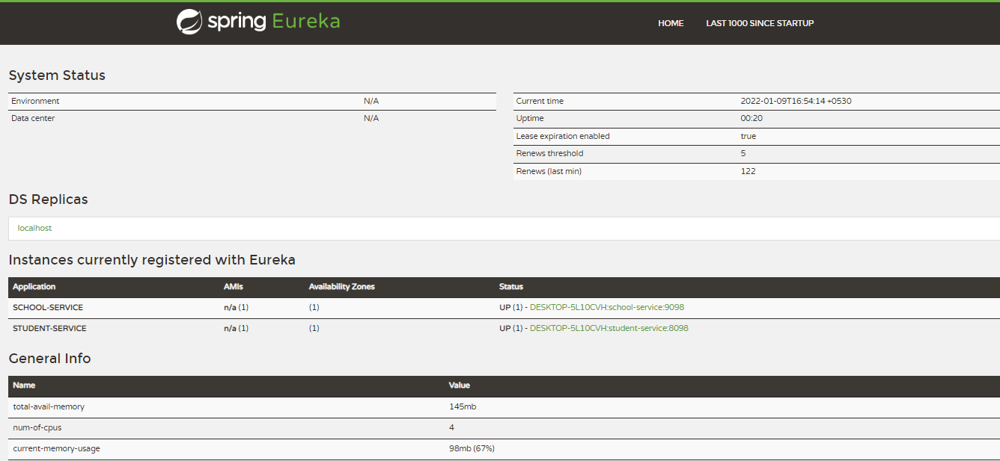 spring Eureka
HOME LAST 1000 SINCE STARTUP
System Status
Environment N/A
Data center N/A
Current time 2022-01-09T16:54:14 +0530
Uptime 00:20
Lease expiration enabled true
Renews threshold 5
Renews (last min) 122
DS Replicas
localhost
Instances currently registered with Eureka
Application AMIs Availability Zones Status
SCHOOL-SERVICE n/a (1) (1) UP (1) - DESKTOP-5L10CVH:school-service:9098
STUDENT-SERVICE n/a (1) (1) UP (1) - DESKTOP-5L10CVH:student-service:8098
General Info
Name Value
total-avail-memory 145mb
num-of-cpus 4
current-memory-usage 98mb (67%)